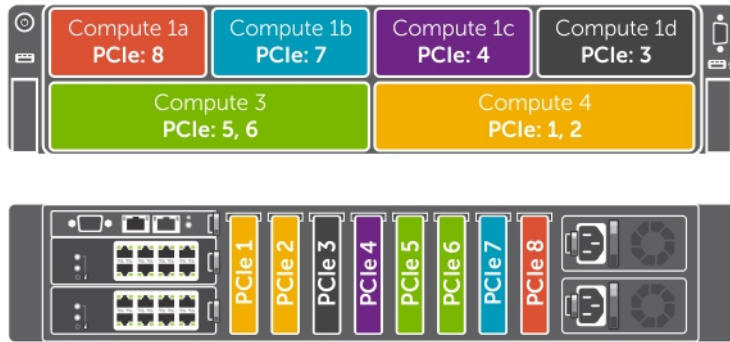 Compute 1a
PCIe: 8
Compute 1b
PCIe: 7
Compute 1c
PCIe: 4
Compute 1d
PCIe: 3
Compute 3
PCIe: 5, 6
Compute 4
PCIe: 1, 2
PCIe 1
PCIe 2
PCIe 3
PCIe 4
PCIe 5
PCIe 6
PCIe 7
PCIe 8